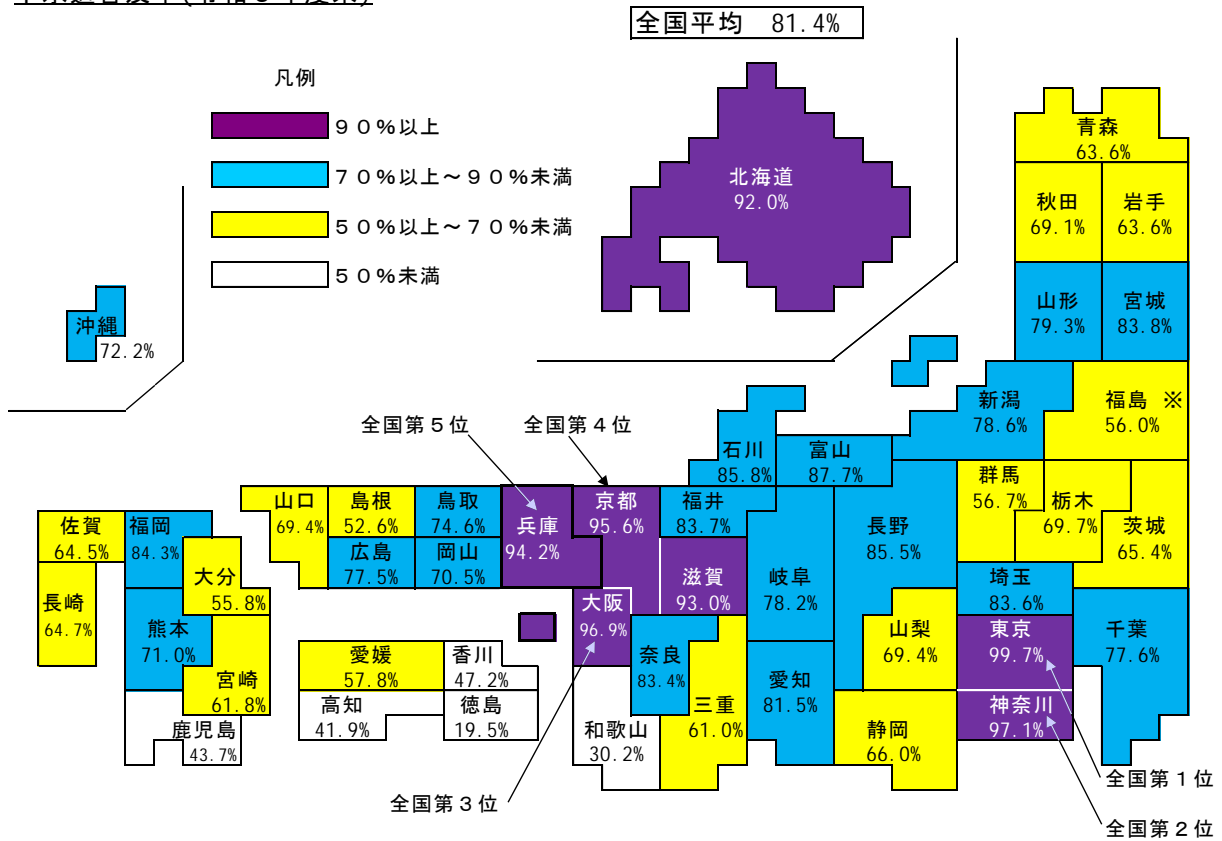 全国平均 81.4%
凡例
90%以上
70%以上~90%未満
50%以上~70%未満
50%未満
北海道
92.0%
青森
63.6%
秋田
69.1%
岩手
63.6%
山形
79.3%
宮城
83.8%
沖縄
72.2%
新潟
78.6%
福島 ※
56.0%
全国第5位
全国第4位
石川
85.8%
富山
87.7%
群馬
56.7%
栃木
69.7%
茨城
65.4%
山口
69.4%
島根
52.6%
鳥取
74.6%
兵庫
94.2%
京都
95.6%
福井
83.7%
長野
85.5%
佐賀
64.5%
福岡
84.3%
広島
77.5%
岡山
70.5%
滋賀
93.0%
岐阜
78.2%
埼玉
83.6%
大分
55.8%
長崎
64.7%
熊本
71.0%
大阪
96.9%
山梨
69.4%
東京
99.7%
千葉
77.6%
愛媛
57.8%
香川
47.2%
奈良
83.4%
愛知
81.5%
宮崎
61.8%
高知
41.9%
徳島
19.5%
三重
61.0%
神奈川
97.1%
鹿児島
43.7%
和歌山
30.2%
静岡
66.0%
全国第3位
全国第1位
全国第2位